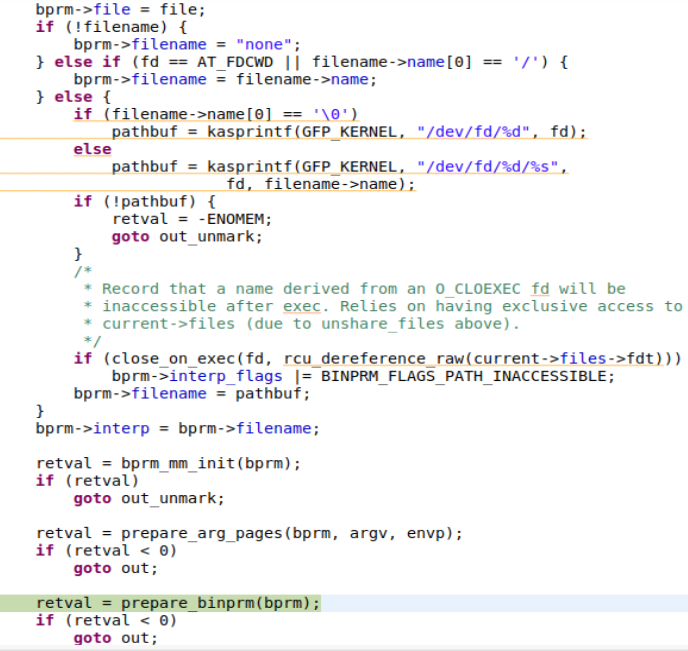 bprm->file = file;
if (!filename) {
bprm->filename = "none";
} else if (fd == AT_FDCWD || filename->name[0] == '/') {
bprm->filename = filename->name;
} else {
if (filename->name[0] == '\0')
pathbuf = kasprintf(GFP_KERNEL, "/dev/fd/%d", fd);
else
pathbuf = kasprintf(GFP_KERNEL, "/dev/fd/%d/%s",
fd, filename->name);
if (!pathbuf) {
retval = -ENOMEM;
goto out_unmark;
}
/*
* Record that a name derived from an O_CLOEXEC fd will be
* inaccessible after exec. Relies on having exclusive access to
* current->files (due to unshare_files above).
*/
if (close_on_exec(fd, rcu_dereference_raw(current->files->fdt)))
bprm->interp_flags |= BINPRM_FLAGS_PATH_INACCESSIBLE;
bprm->filename = pathbuf;
}
bprm->interp = bprm->filename;
retval = bprm_mm_init(bprm);
if (retval)
goto out_unmark;
retval = prepare_arg_pages(bprm, argv, envp);
if (retval < 0)
goto out;
retval = prepare_binprm(bprm);
if (retval < 0)
goto out;